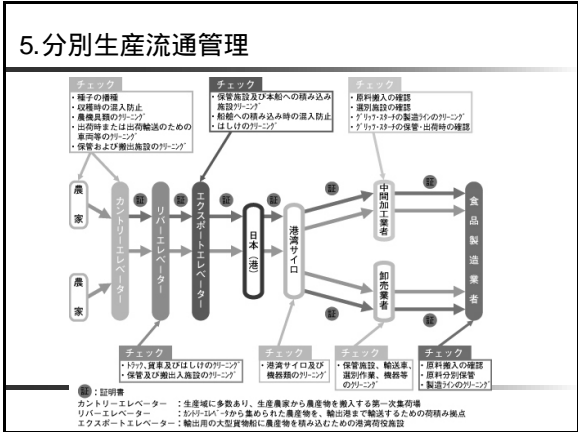 5.分別生産流通管理
チェック
・種子の播種
・収穫時の混入防止
・農機具類のクリーニング
・出荷時または出荷輸送のための
車両等のクリーニング
・保管および搬出施設のクリーニング
チェック
・保管施設及び本船への積み込み
施設クリーニング
・船艙への積み込み時の混入防止
・はしけのクリーニング
チェック
・原料搬入の確認
・選別施設の確認
・グリッツ・スターチの製造ラインのクリーニング
・グリッツ・スターチの保管・出荷時の確認
農家
農家
カントリーエレベーター
証
リバーエレベーター
証
エクスポートエレベーター
証
日本(港)
証
港湾サイロ
証
証
中間加工業者
卸売業者
証
証
食品製造業者
チェック
・トラック、貨車及びはしけのクリーニング
・保管及び搬出入施設のクリーニング
チェック
・港湾サイロ及び
機器類のクリーニング
チェック
・保管施設、輸送車、
選別作業、機器等
のクリーニング
チェック
・原料搬入の確認
・原料分別保管
・製造ラインのクリーニング
証:証明書
カントリーエレベーター :生産域に多数あり、生産農家から農産物を搬入する第一次集荷場
リバーエレベーター :カントリーエレベータから集められた農産物を、輸出港まで輸送するための荷積み拠点
エクスポートエレベーター:輸出用の大型貨物船に農産物を積み込むための港湾荷役施設